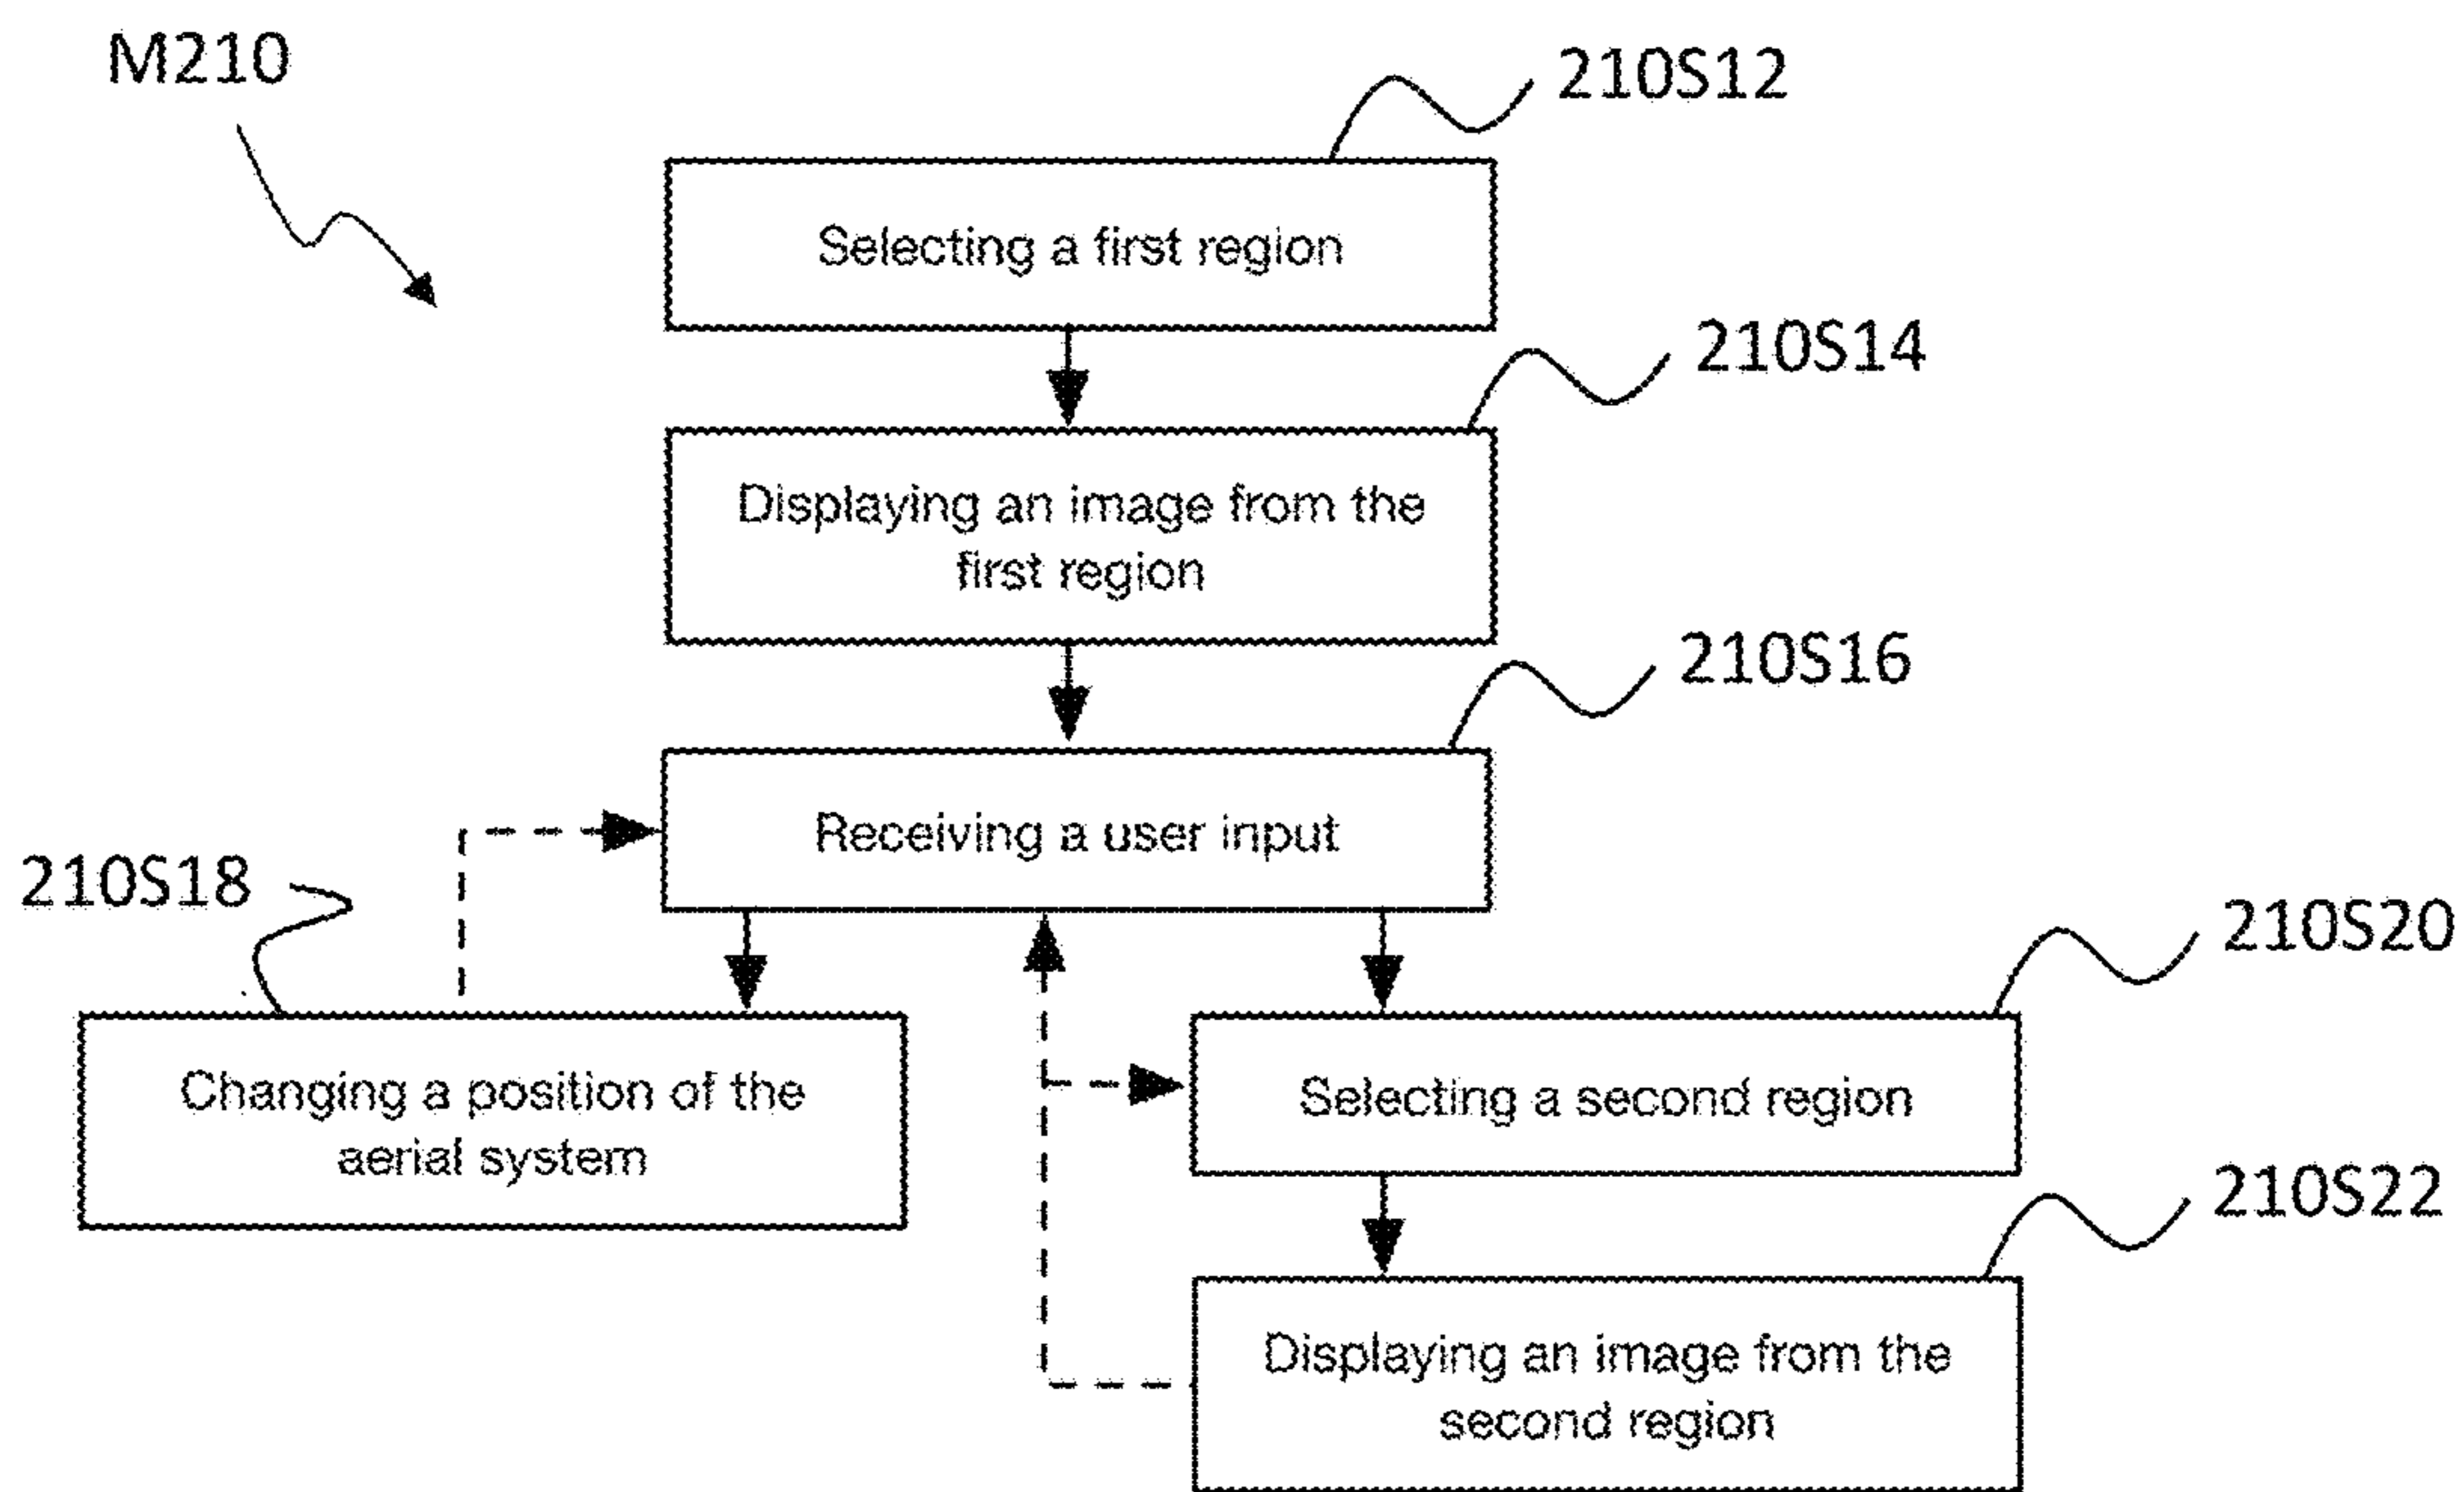 M210
210S12
Selecting a first region
210S14
Displaying an image from the
first region
210S16
Receiving a user input
210S18
210S20
Changing a position of the
aerial system
Selecting a second region
210S22
Displaying an image from the
second region